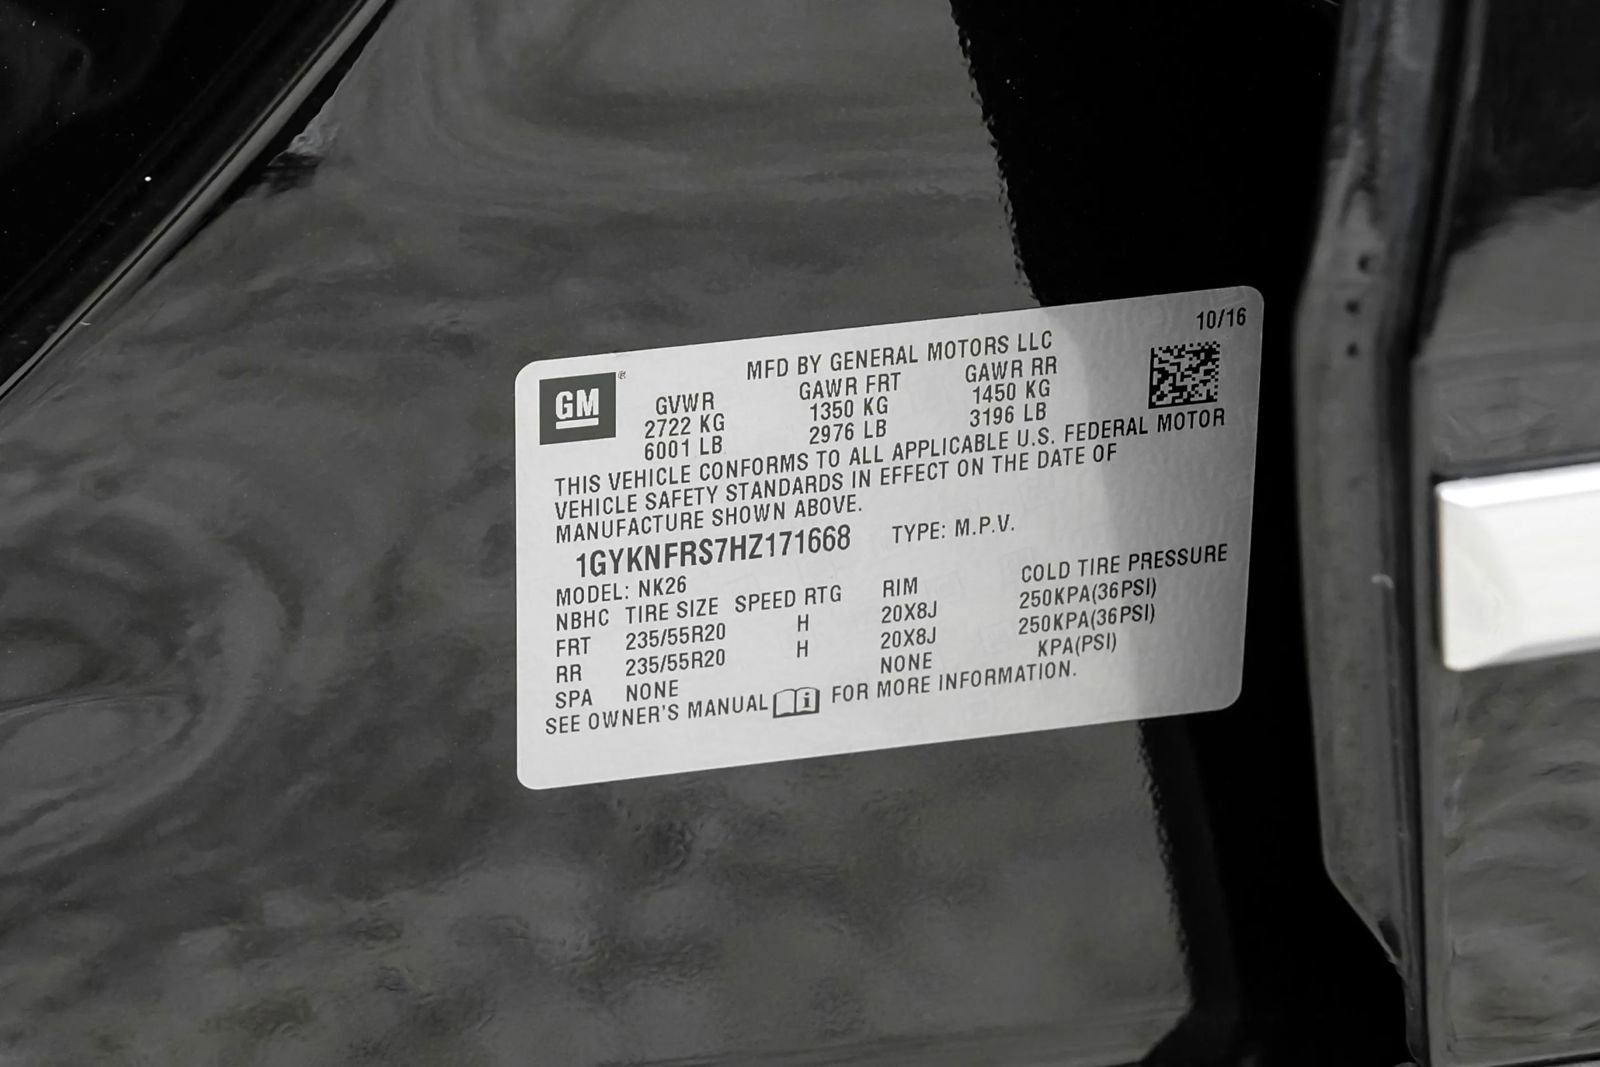 10/16
MFD BY GENERAL MOTORS LLC
GM®
GVWR GAWR FRT GAWR RR
2722 KG 1350 KG 1450 KG
6001 LB 2976 LB 3196 LB
THIS VEHICLE CONFORMS TO ALL APPLICABLE U.S. FEDERAL MOTOR
VEHICLE SAFETY STANDARDS IN EFFECT ON THE DATE OF
MANUFACTURE SHOWN ABOVE.
1GYKNFRS7HZ171668 TYPE: M.P.V.
MODEL: NK26
NBHC TIRE SIZE SPEED RTG RIM COLD TIRE PRESSURE
FRT 235/55R20 H 20X8J 250KPA(36PSI)
RR 235/55R20 H 20X8J 250KPA(36PSI)
SPA NONE NONE KPA(PSI)
SEE OWNER'S MANUAL i FOR MORE INFORMATION.